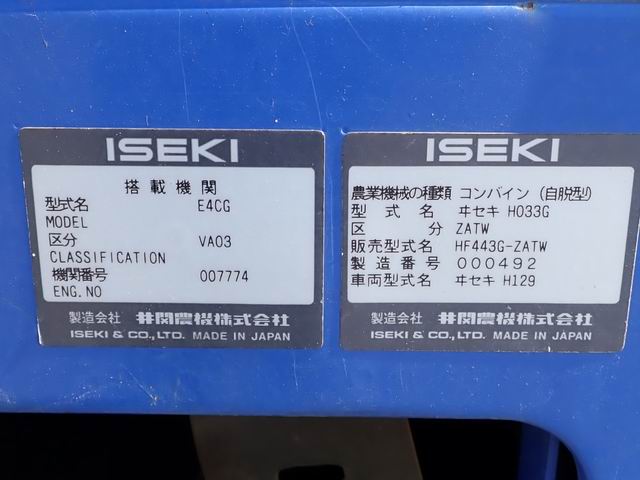 ISEKI
搭載機関
型式名 E4CG
MODEL
区分 VA03
CLASSIFICATION
機関番号 007774
ENG.NO
製造会社 井関農機株式会社
ISEKI & CO., LTD. MADE IN JAPAN
ISEKI
農業機械の種類 コンバイン (自脱型)
型式名 ヰセキ H033G
区分 ZATW
販売型式名 HF443G-ZATW
製造番号 000492
車両型式名 ヰセキ H129
製造会社 井関農機株式会社
ISEKI & CO., LTD. MADE IN JAPAN